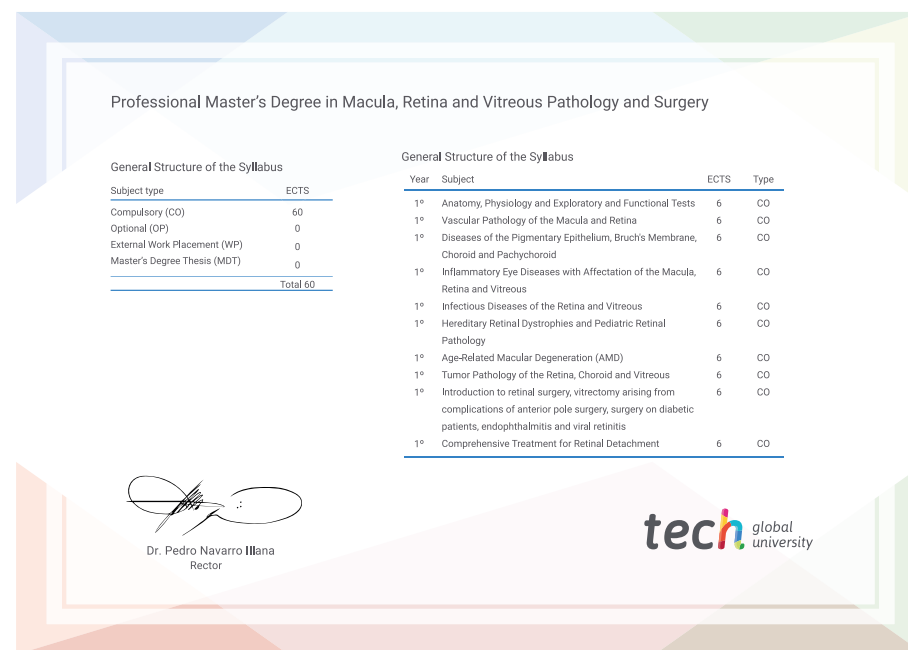 Professional Master's Degree in Macula, Retina and Vitreous Pathology and Surgery
General Structure of the Syllabus
Subject type ECTS
Compulsory (CO) 60
Optional (OP) 0
External Work Placement (WP) 0
Master's Degree Thesis (MDT) 0
Total 60
General Structure of the Syllabus
Year Subject ECTS Type
1º Anatomy, Physiology and Exploratory and Functional Tests 6 CO
1º Vascular Pathology of the Macula and Retina 6 CO
1º Diseases of the Pigmentary Epithelium, Bruch's Membrane, 6 CO
Choroid and Pachychoroid
1º Inflammatory Eye Diseases with Affectation of the Macula, 6 CO
Retina and Vitreous
1º Infectious Diseases of the Retina and Vitreous 6 CO
1º Hereditary Retinal Dystrophies and Pediatric Retinal 6 CO
Pathology
1º Age-Related Macular Degeneration (AMD) 6 CO
1º Tumor Pathology of the Retina, Choroid and Vitreous 6 CO
1º Introduction to retinal surgery, vitrectomy arising from 6 CO
complications of anterior pole surgery, surgery on diabetic
patients, endophthalmitis and viral retinitis
1º Comprehensive Treatment for Retinal Detachment 6 CO
Dr. Pedro Navarro Illana
Rector
tech global
university